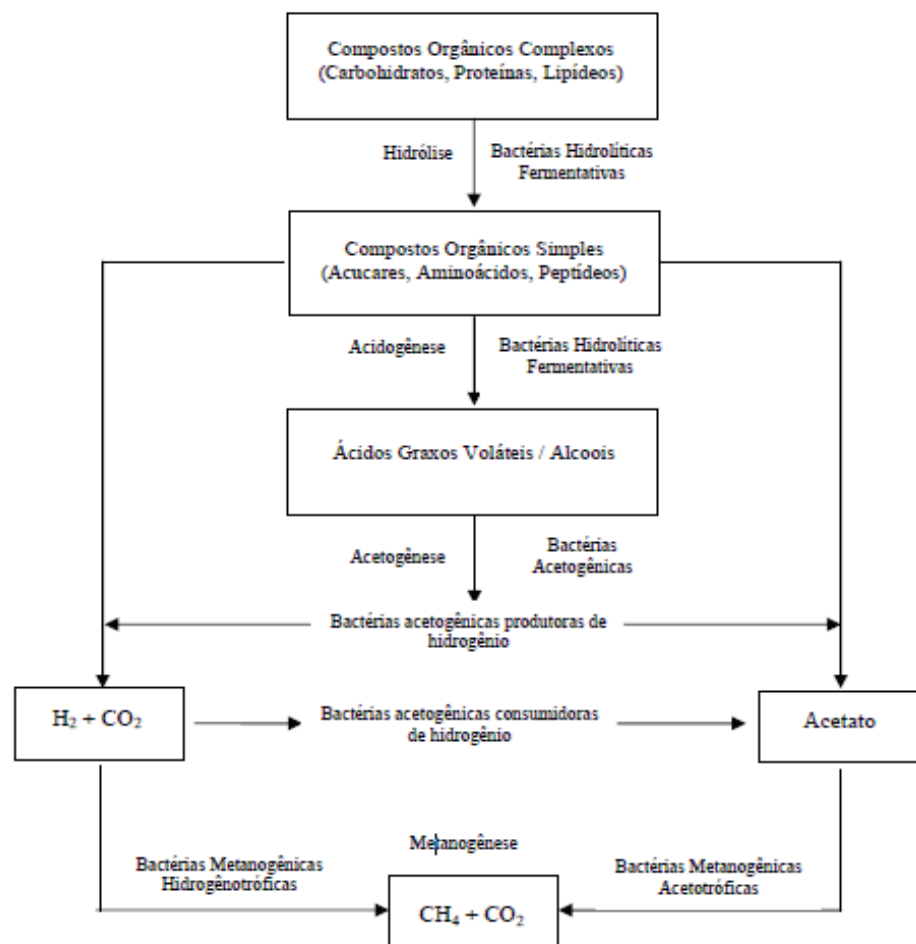 Compostos Orgânicos Complexos
(Carbohidratos, Proteínas, Lipídeos)
Hidrólise
Bactérias Hidrolíticas
Fermentativas
Compostos Orgânicos Simples
(Acucares, Aminoácidos, Peptídeos)
Acidogênese
Bactérias Hidrolíticas
Fermentativas
Ácidos Graxos Voláteis / Alcoois
Acetogênese
Bactérias
Acetogênicas
Bactérias acetogênicas produtoras de
hidrogênio
H₂ + CO₂
Bactérias acetogênicas consumidoras
de hidrogênio
Acetato
Metanogênese
Bactérias Metanogênicas
Hidrogênotróficas
Bactérias Metanogênicas
Acetotróficas
CH₄ + CO₂